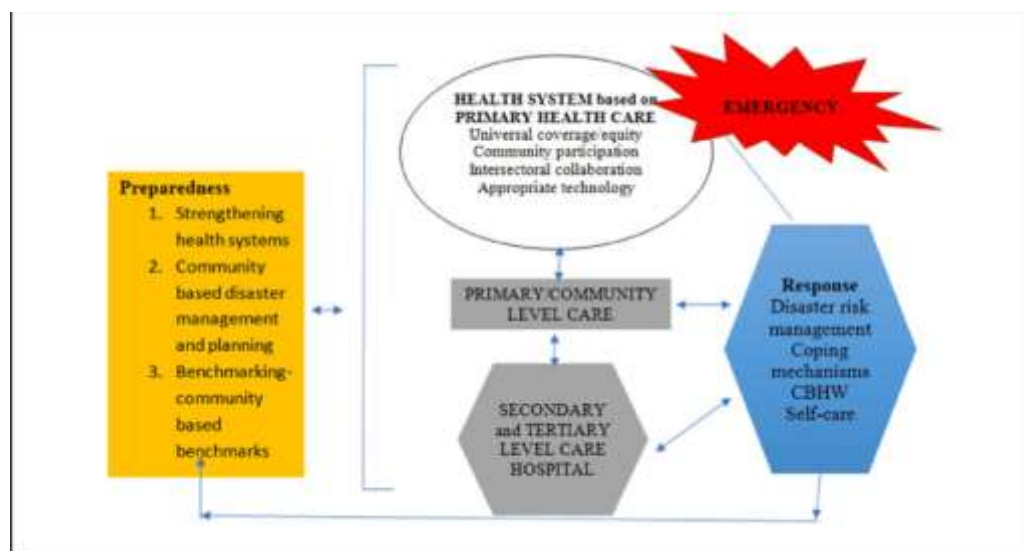 HEALTH SYSTEM based on
PRIMARY HEALTH CARE
Universal coverage/equity
Community participation
Intersectoral collaboration
Appropriate technology
EMERGENCY
Preparedness
1. Strengthening
health systems
2. Community
based disaster
management
and planning
3. Benchmarking-
community
based
benchmarks
PRIMARY/COMMUNITY
LEVEL CARE
SECONDARY
and TERTIARY
LEVEL CARE
HOSPITAL
Response
Disaster risk
management
Coping
mechanisms
CBHW
Self-care